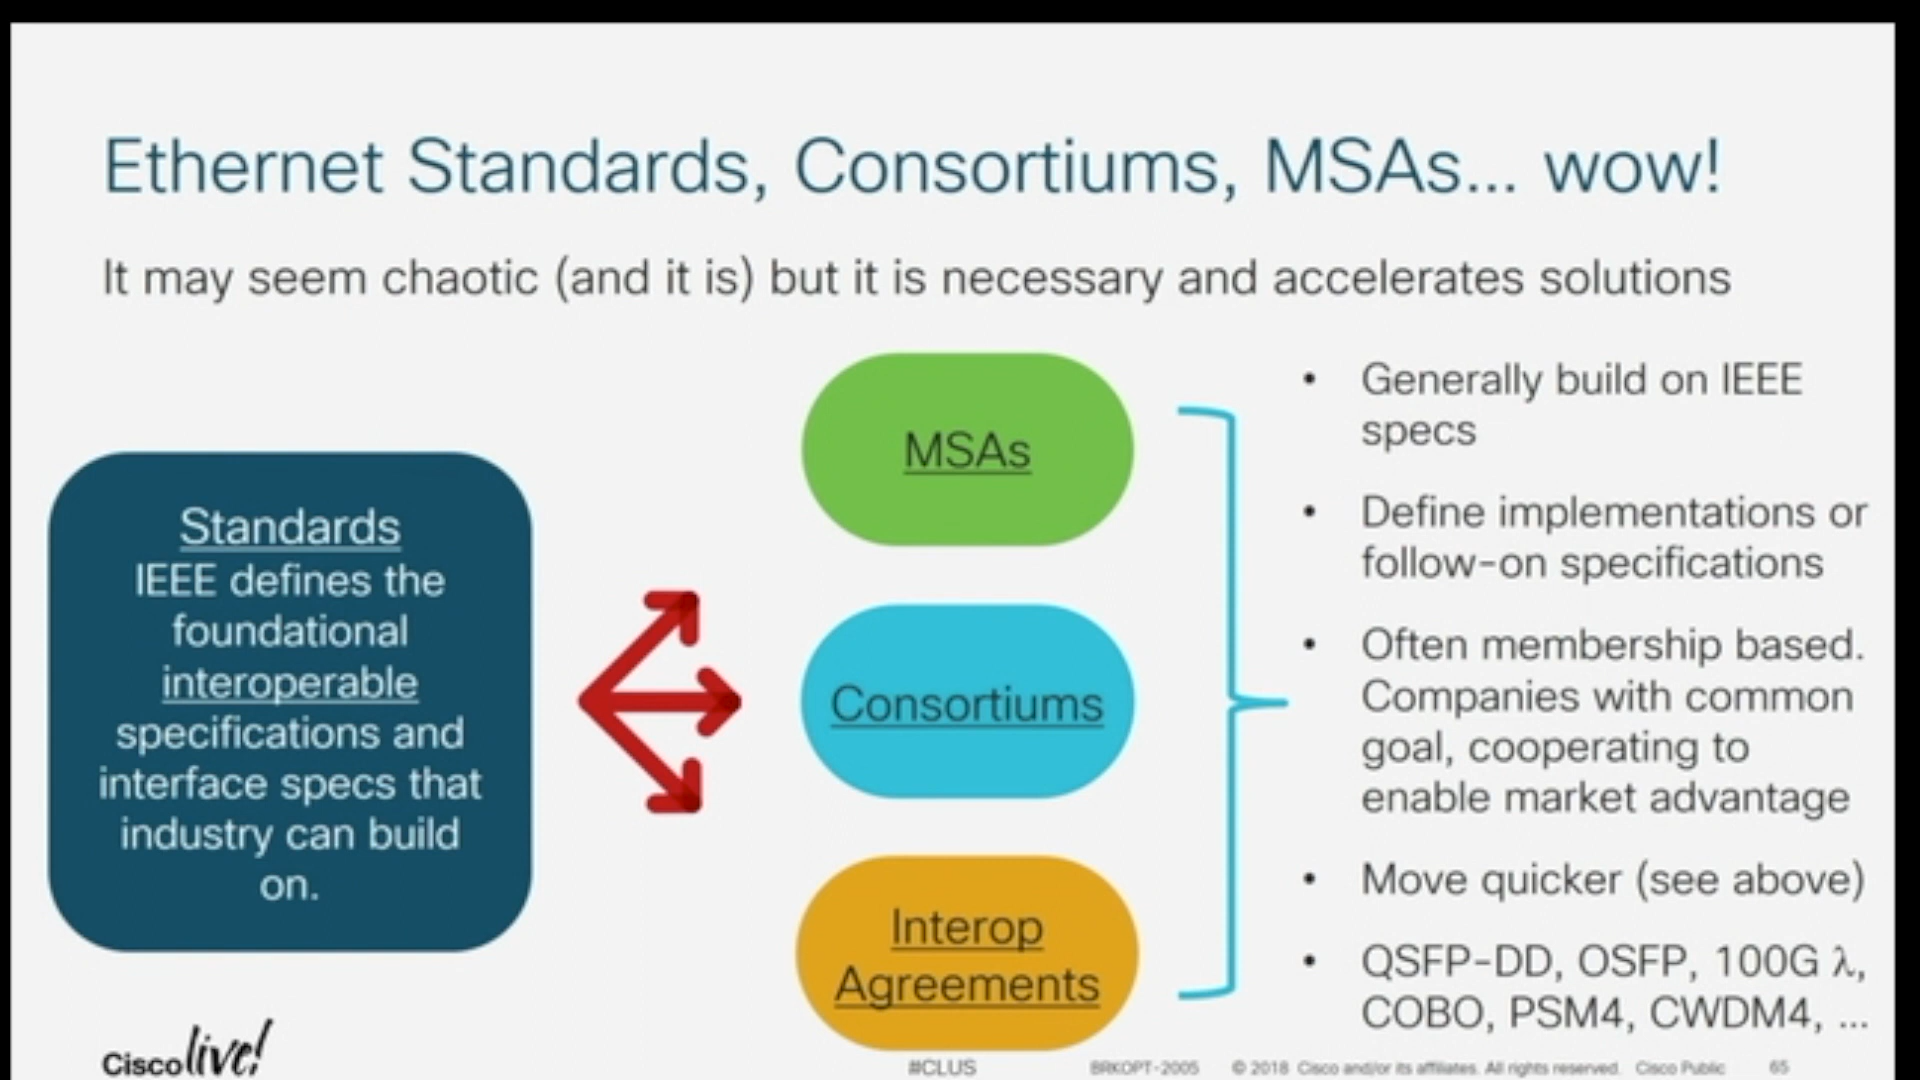 Ethernet Standards, Consortiums, MSAs... wow!
It may seem chaotic (and it is) but it is necessary and accelerates solutions
Standards
IEEE defines the
foundational
interoperable
specifications and
interface specs that
industry can build
on.
MSAs
Consortiums
Interop
Agreements
• Generally build on IEEE
specs
• Define implementations or
follow-on specifications
• Often membership based.
Companies with common
goal, cooperating to
enable market advantage
• Move quicker (see above)
• QSFP-DD, OSFP, 100G λ,
COBO, PSM4, CWDM4, ...
Cisco live!
#CLUS
BRKOPT-2005
© 2018 Cisco and/or its affiliates. All rights reserved. Cisco Public
65